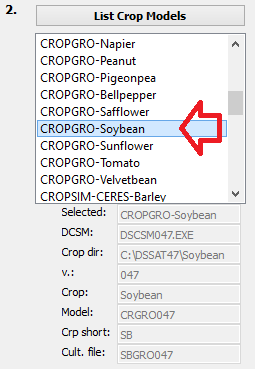 2.
List Crop Models
CROPGRO-Napier
CROPGRO-Peanut
CROPGRO-Pigeonpea
CROPGRO-Bellpepper
CROPGRO-Safflower
CROPGRO-Soybean
CROPGRO-Sunflower
CROPGRO-Tomato
CROPGRO-Velvetbean
CROPSIM-CERES-Barley
Selected: CROPGRO-Soybean
DCSM: DSCSM047.EXE
Crop dir: C:\DSSAT47\Soybean
v.: 047
Crop: Soybean
Model: CRGRO047
Crp short: SB
Cult. file: SBGRO047